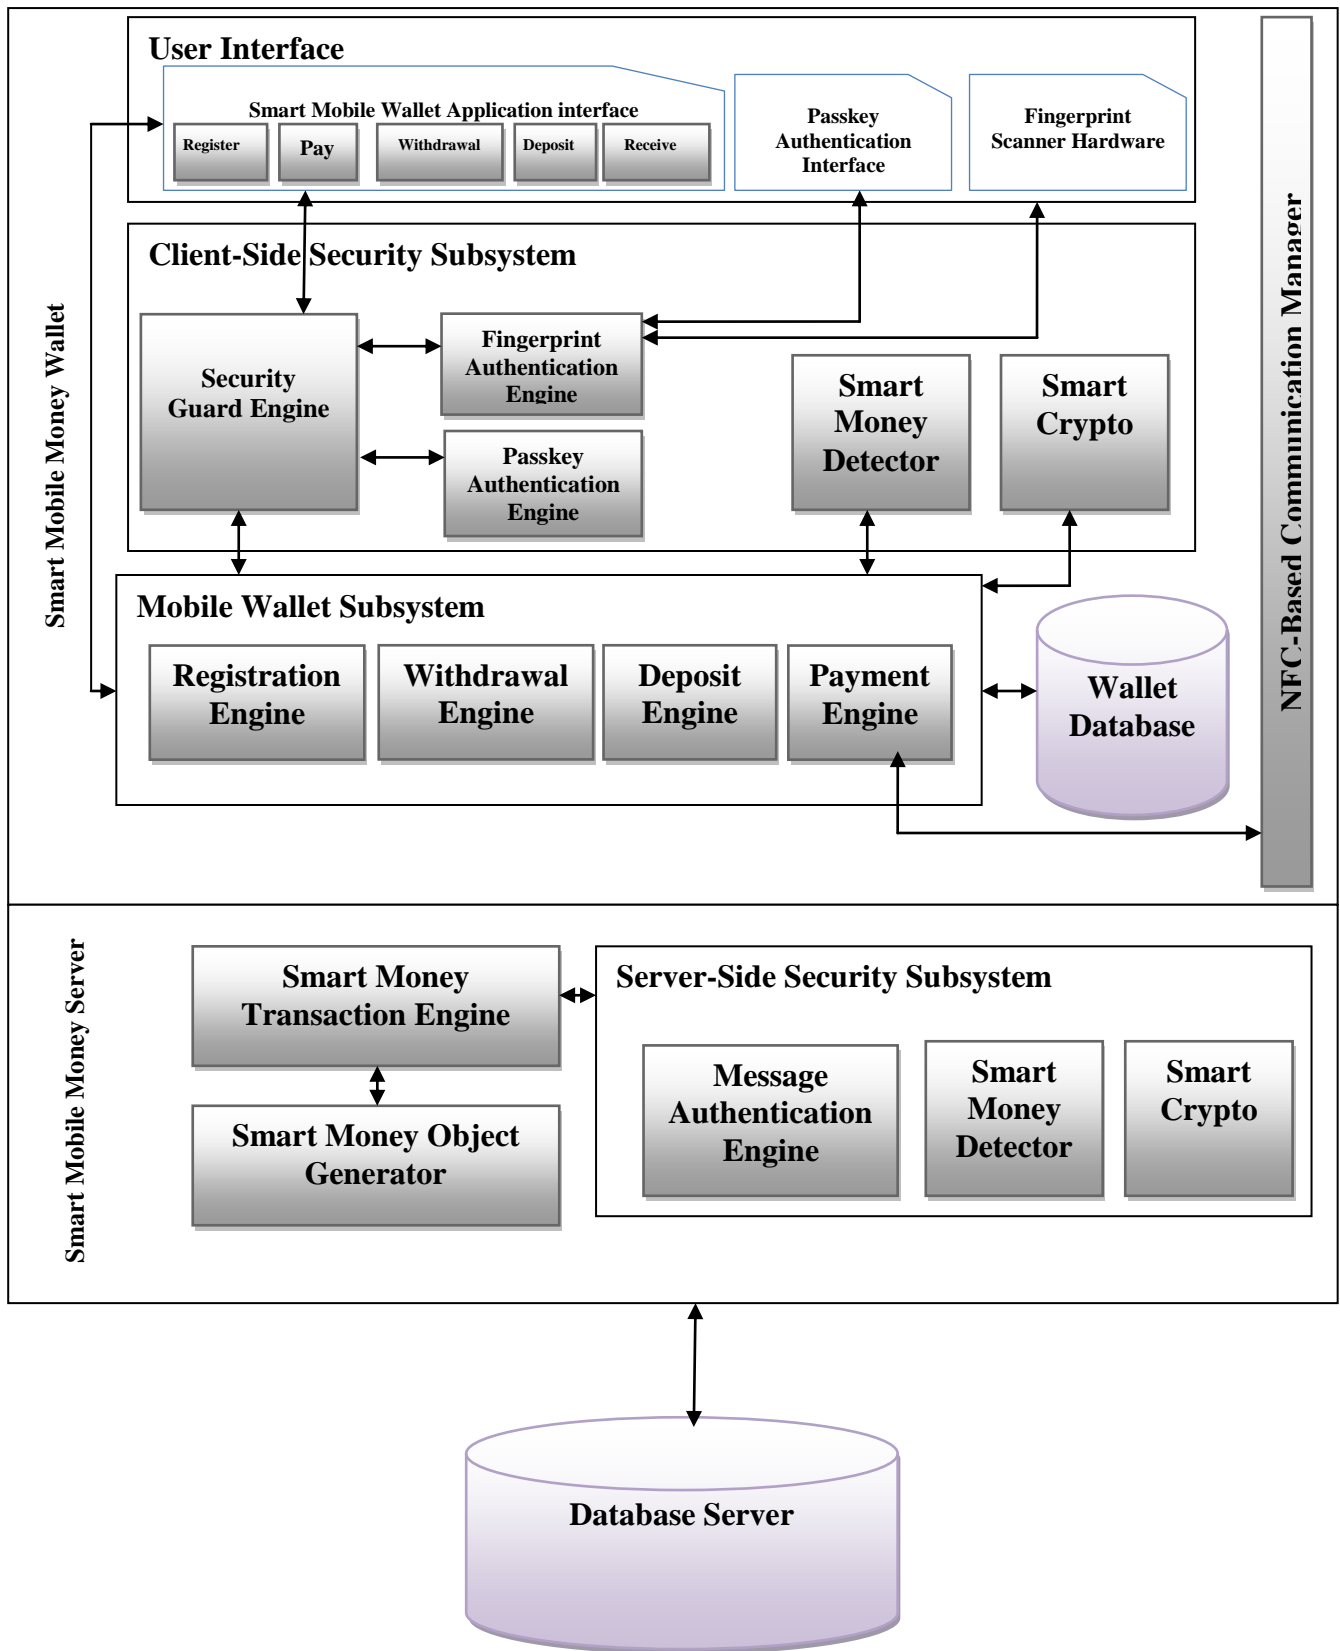 User Interface
Smart Mobile Wallet Application interface
Register
Pay
Withdrawal
Deposit
Receive
Passkey
Authentication
Interface
Fingerprint
Scanner Hardware
Client-Side Security Subsystem
Security
Guard Engine
Fingerprint
Authentication
Engine
Passkey
Authentication
Engine
Smart
Money
Detector
Smart
Crypto
Smart Mobile Money Wallet
NFC-Based Communication Manager
Mobile Wallet Subsystem
Registration
Engine
Withdrawal
Engine
Deposit
Engine
Payment
Engine
Wallet
Database
Smart Mobile Money Server
Smart Money
Transaction Engine
Smart Money Object
Generator
Server-Side Security Subsystem
Message
Authentication
Engine
Smart
Money
Detector
Smart
Crypto
Database Server